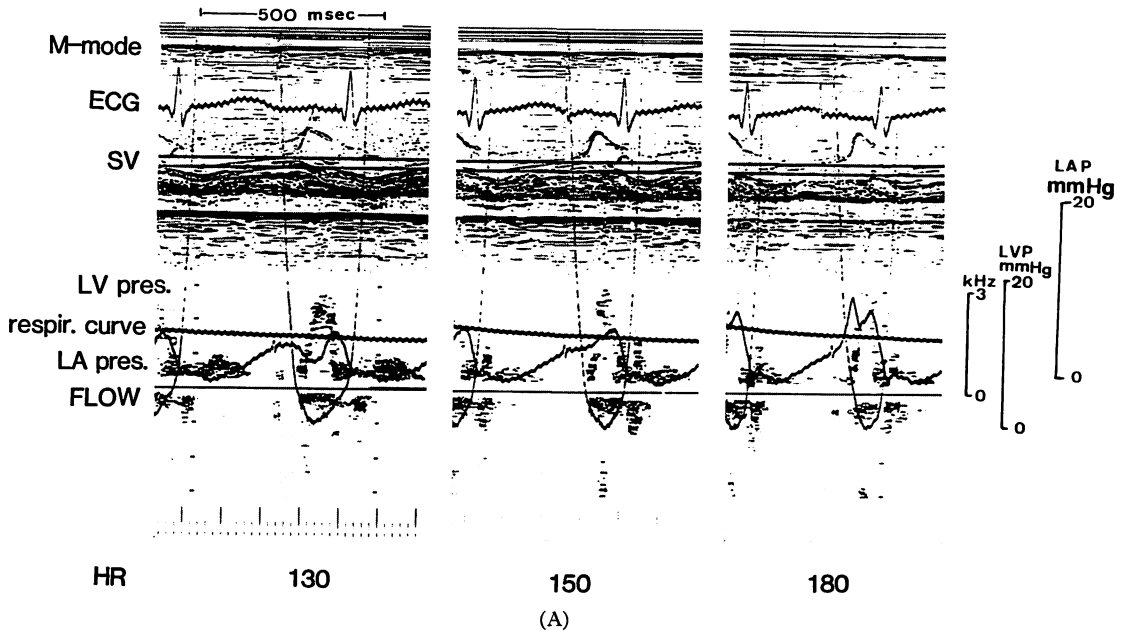 500 msec
M-mode
ECG
SV
LAP
mmHg
20
LVP
mmHg
20
kHz
3
LV pres.
respir. curve
LA pres.
FLOW
0
0
0
HR 130 150 180
(A)